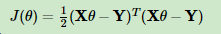 J(θ) = 1/2 (Xθ − Y)^T (Xθ − Y)